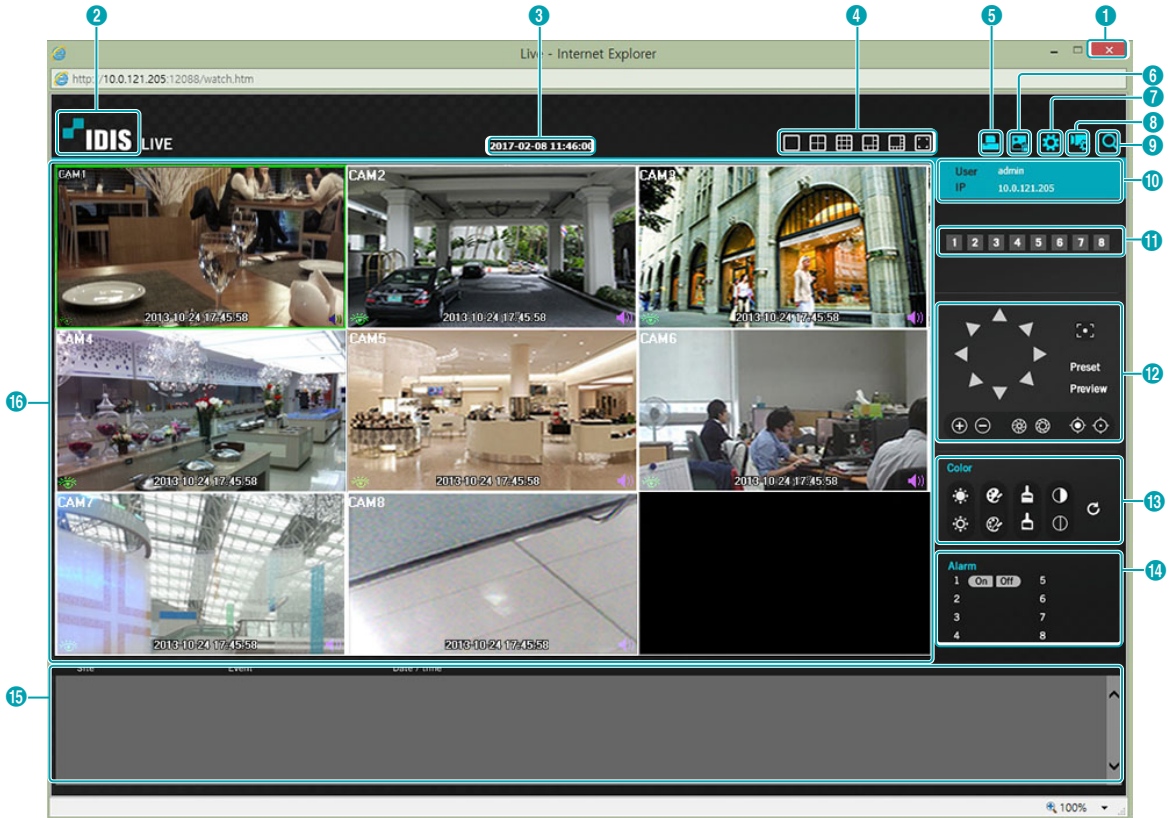 2
3
4
5
1
Live - Internet Explorer
http://10.0.121.205:12088/watch.htm
6
7
8
9
IDIS LIVE
2017-02-08 11:46:00
User admin
IP 10.0.121.205
10
1 2 3 4 5 6 7 8
11
CAM1
CAM2
CAM3
2013-10-24 17:45:58
2013-10-24 17:45:58
2013-10-24 17:45:58
CAM4
CAM5
CAM6
2013-10-24 17:45:58
2013-10-24 17:45:58
2013-10-24 17:45:58
CAM7
CAM8
2013-10-24 17:45:58
2013-10-24 17:45:58
16
Preset
Preview
12
Color
13
Alarm
1 On Off 5
2 6
3 7
4 8
14
Site Event Date / Time
15
100%